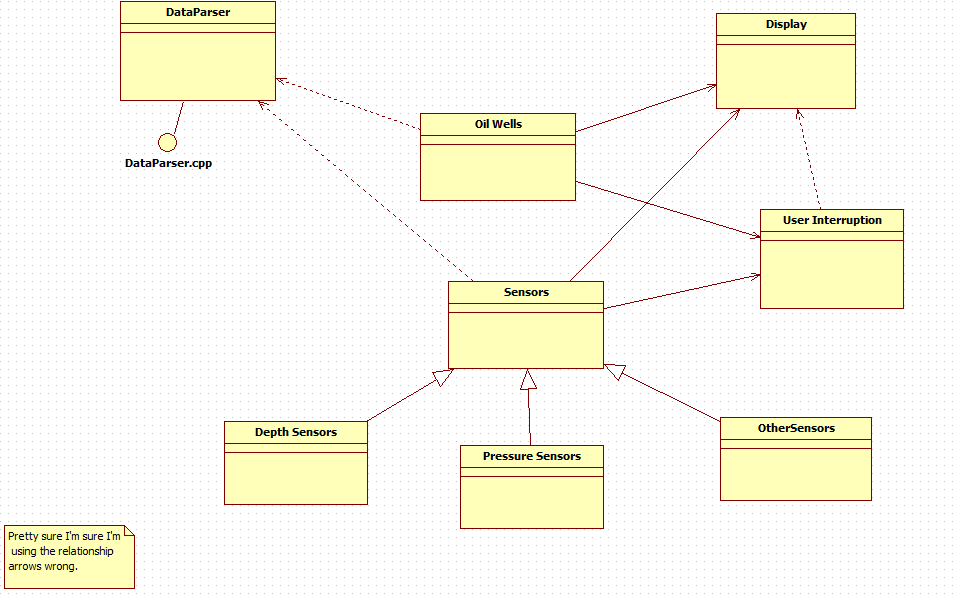 DataParser
Display
Oil Wells
DataParser.cpp
User Interruption
Sensors
Depth Sensors
Pressure Sensors
OtherSensors
Pretty sure I'm sure I'm
using the relationship
arrows wrong.